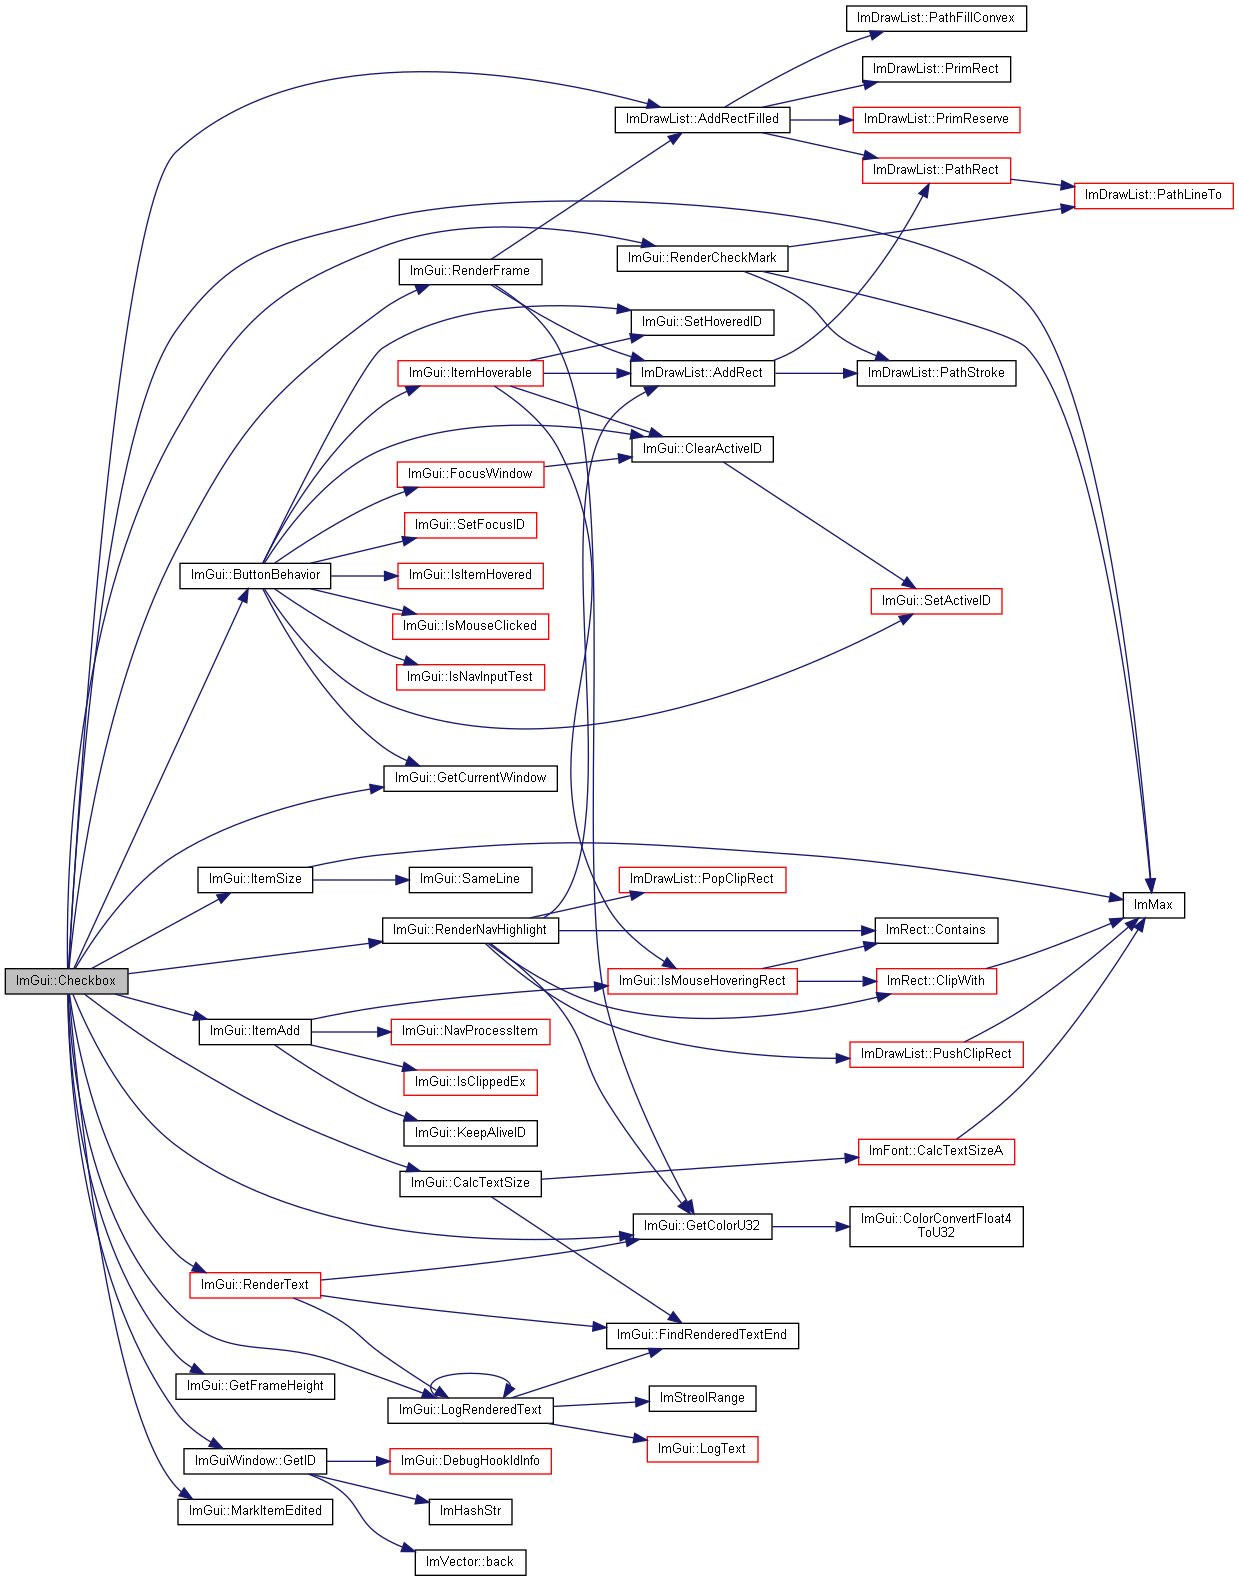 ImDrawList::PathFillConvex
ImDrawList::PrimRect
ImDrawList::AddRectFilled
ImDrawList::PrimReserve
ImDrawList::PathRect
ImDrawList::PathLineTo
ImGui::RenderCheckMark
ImGui::RenderFrame
ImGui::SetHoveredID
ImGui::ItemHoverable
ImDrawList::AddRect
ImDrawList::PathStroke
ImGui::ClearActiveID
ImGui::FocusWindow
ImGui::SetFocusID
ImGui::ButtonBehavior
ImGui::IsItemHovered
ImGui::SetActiveID
ImGui::IsMouseClicked
ImGui::IsNavInputTest
ImGui::GetCurrentWindow
ImGui::ItemSize
ImGui::SameLine
ImDrawList::PopClipRect
ImMax
ImGui::RenderNavHighlight
ImRect::Contains
ImGui::Checkbox
ImGui::IsMouseHoveringRect
ImRect::ClipWith
ImGui::ItemAdd
ImGui::NavProcessItem
ImDrawList::PushClipRect
ImGui::IsClippedEx
ImGui::KeepAliveID
ImFont::CalcTextSizeA
ImGui::CalcTextSize
ImGui::GetColorU32
ImGui::ColorConvertFloat4
ToU32
ImGui::RenderText
ImGui::FindRenderedTextEnd
ImGui::GetFrameHeight
ImStreolRange
ImGui::LogRenderedText
ImGui::LogText
ImGuiWindow::GetID
ImGui::DebugHookIdInfo
ImGui::MarkItemEdited
ImHashStr
ImVector::back